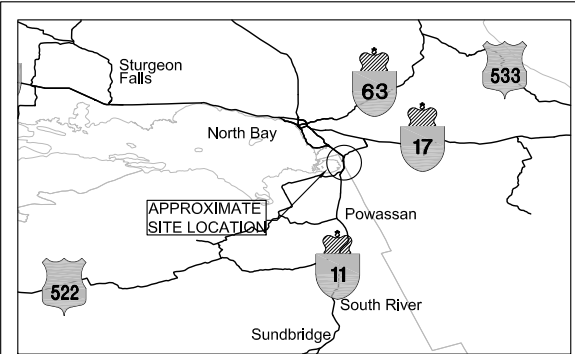 Sturgeon
Falls
63
533
North Bay
17
APPROXIMATE
SITE LOCATION
Powassan
11
522
South River
Sundbridge